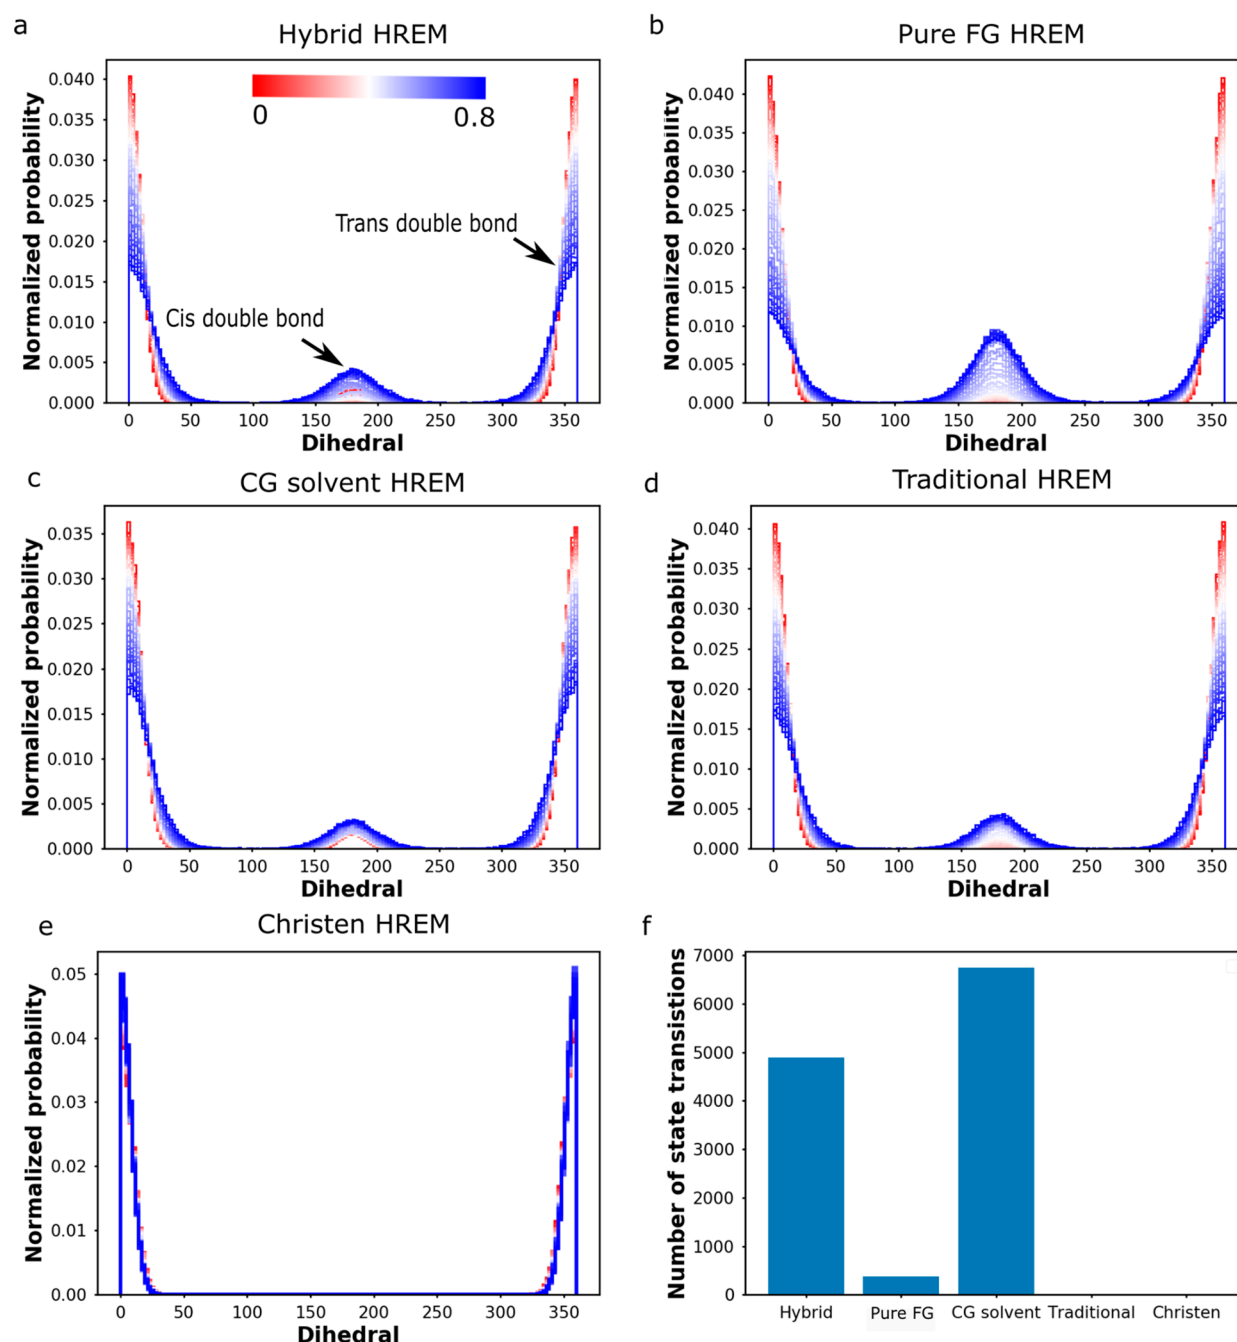 a
Hybrid HREM
Normalized probability
0.040
0.035
0.030
0.025
0.020
0.015
0.010
0.005
0.000
0
0.8
Trans double bond
Cis double bond
0 50 100 150 200 250 300 350
Dihedral
b
Pure FG HREM
Normalized probability
0.040
0.035
0.030
0.025
0.020
0.015
0.010
0.005
0.000
0 50 100 150 200 250 300 350
Dihedral
c
CG solvent HREM
Normalized probability
0.035
0.030
0.025
0.020
0.015
0.010
0.005
0.000
0 50 100 150 200 250 300 350
Dihedral
d
Traditional HREM
Normalized probability
0.040
0.035
0.030
0.025
0.020
0.015
0.010
0.005
0.000
0 50 100 150 200 250 300 350
Dihedral
e
Christen HREM
Normalized probability
0.05
0.04
0.03
0.02
0.01
0.00
0 50 100 150 200 250 300 350
Dihedral
f
Number of state transistions
7000
6000
5000
4000
3000
2000
1000
0
Hybrid Pure FG CG solvent Traditional Christen